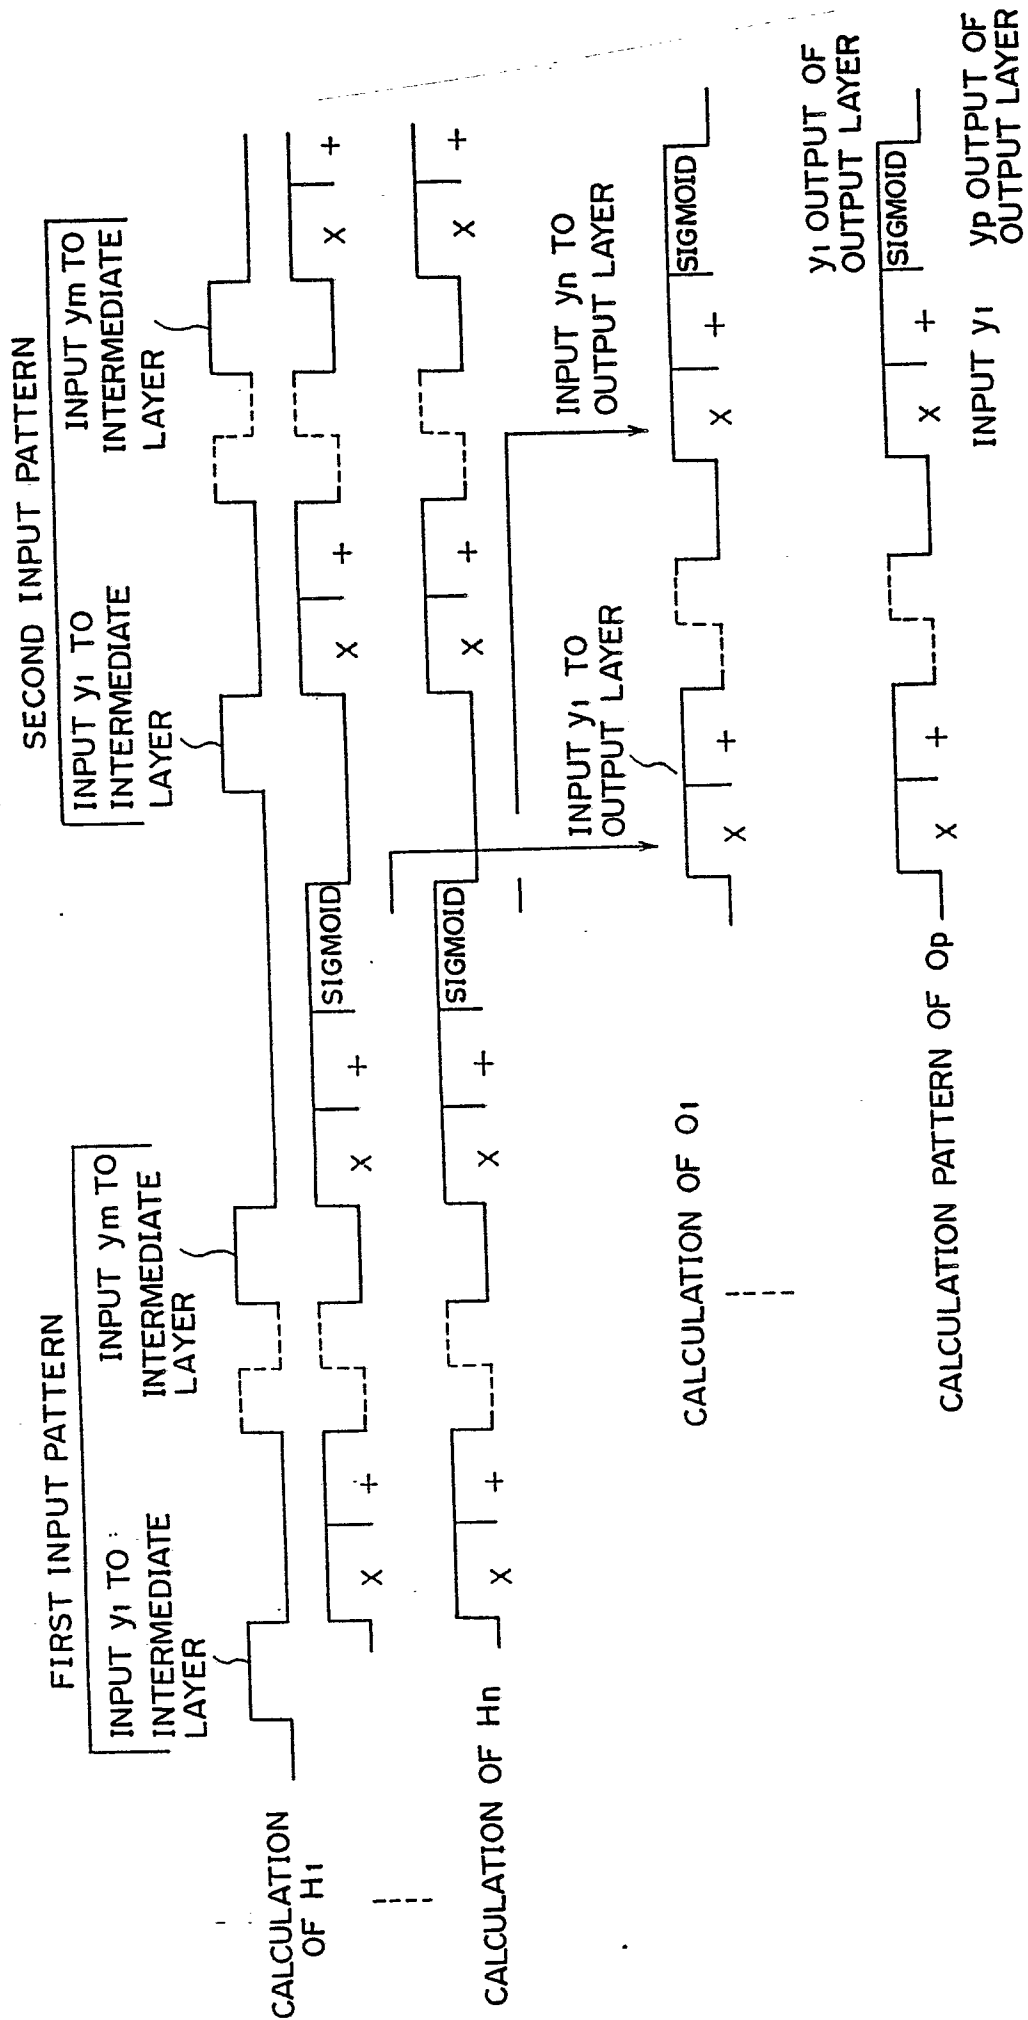 FIRST INPUT PATTERN
INPUT y1 TO
INTERMEDIATE
LAYER
INPUT ym TO
INTERMEDIATE
LAYER
SECOND INPUT PATTERN
INPUT y1 TO
INTERMEDIATE
LAYER
INPUT ym TO
INTERMEDIATE
LAYER
CALCULATION
OF H1
X + X + SIGMOID X + X +
CALCULATION OF Hn
X + X + SIGMOID X + X +
INPUT y1 TO
OUTPUT LAYER
INPUT yn TO
OUTPUT LAYER
CALCULATION OF O1
X + X + SIGMOID
y1 OUTPUT OF
OUTPUT LAYER
CALCULATION PATTERN OF Op
X + X + SIGMOID
INPUT y1
yp OUTPUT OF
OUTPUT LAYER